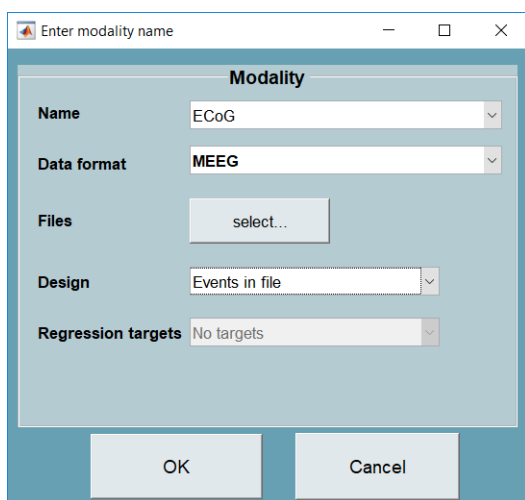 Enter modality name
Modality
Name ECoG
Data format MEEG
Files select...
Design Events in file
Regression targets No targets
OK Cancel